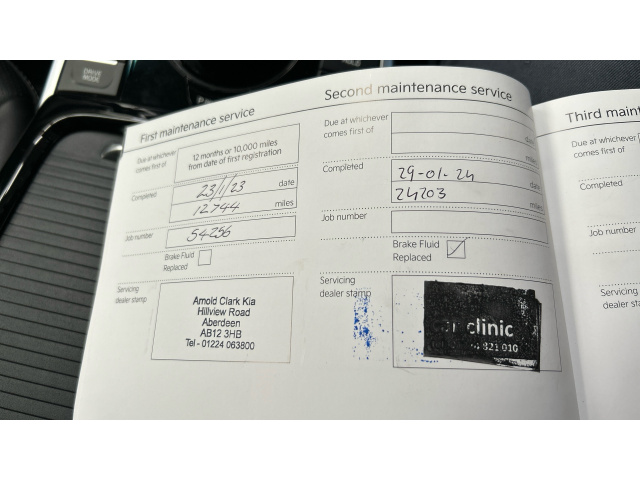 DRIVE
MODE
First maintenance service
Due at whichever
comes first of
12 months or 10,000 miles
from date of first registration
Completed
23/1/23 date
12744 miles
Job number
54256
Brake Fluid
Replaced
Servicing
dealer stamp
Arnold Clark Kia
Hillview Road
Aberdeen
AB12 3HB
Tel - 01224 063800
Second maintenance service
Due at whichever
comes first of
Completed
29-01-24 date
24203 miles
Job number
Brake Fluid
Replaced
Servicing
dealer stamp
clinic
821 010
Third maint
Due at whichever
comes first of
Completed
Job number
Servicing
dealer stam